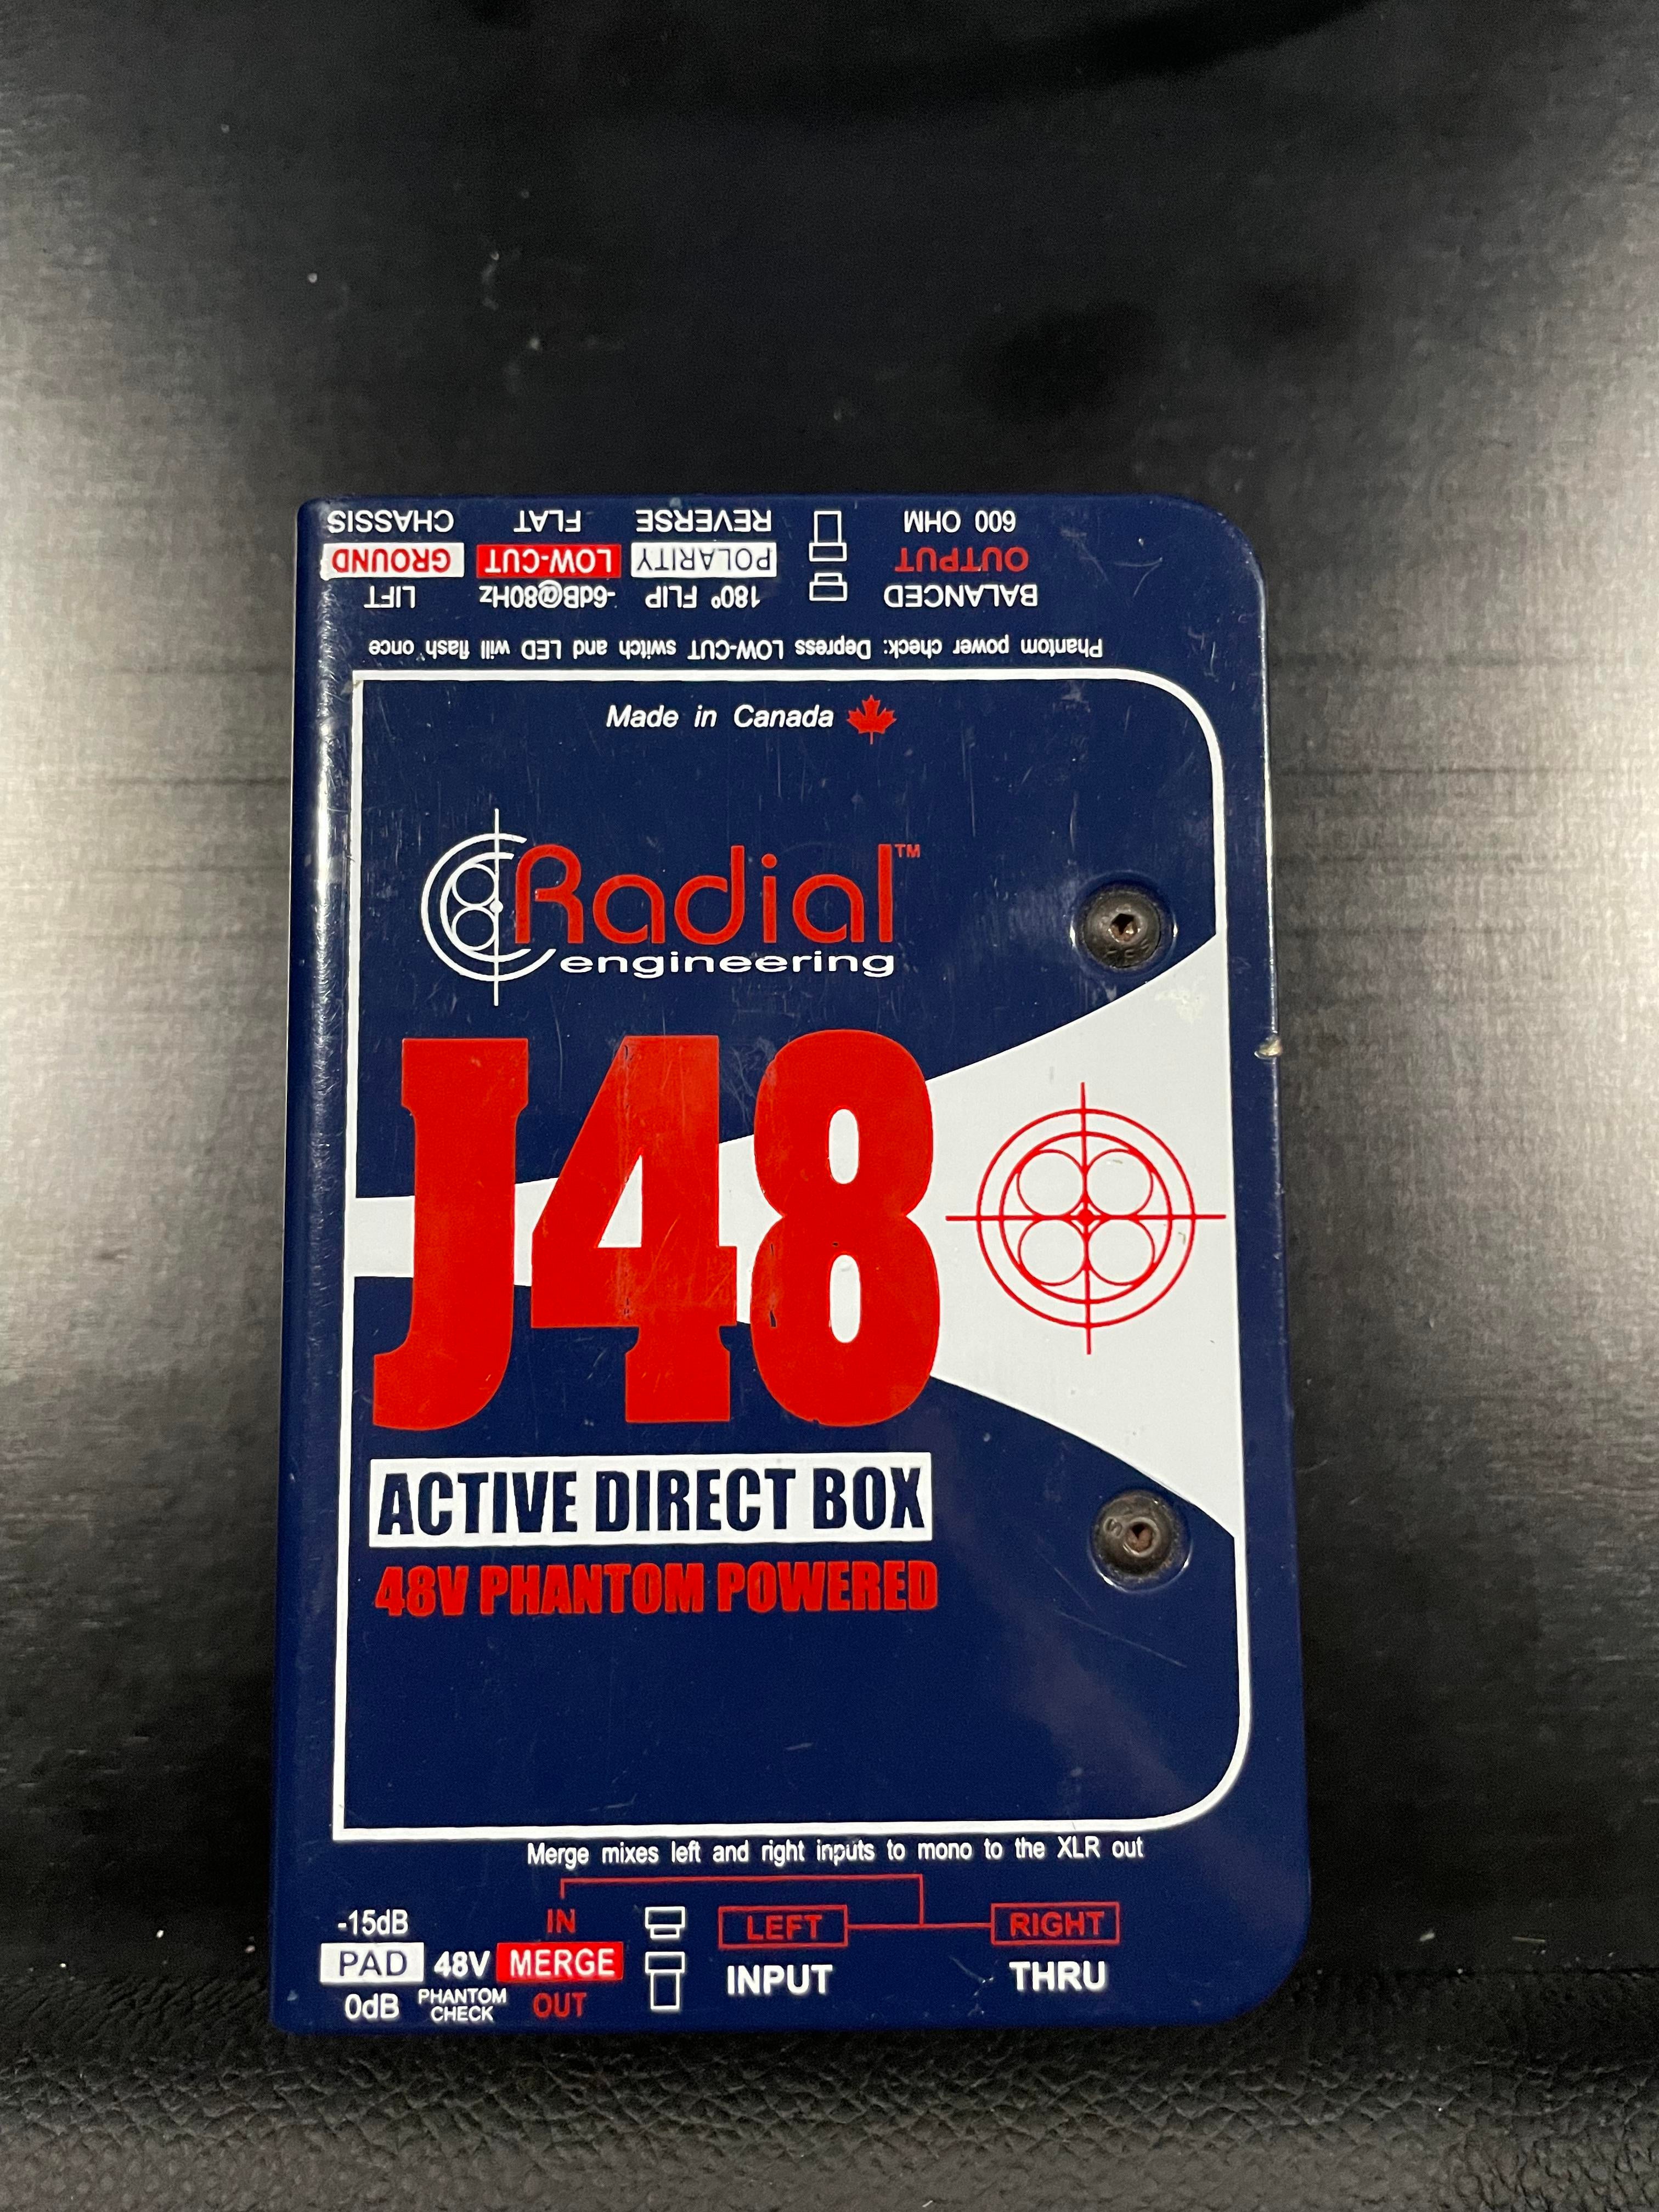 CHASSIS FLAT REVERSE 600 OHM
GROUND LOW-CUT POLARITY OUTPUT
LIFT -6dB@80Hz 180° FLIP BALANCED
Phantom power check: Depress LOW-CUT switch and LED will flash once
Made in Canada
Radial™
engineering
J48
ACTIVE DIRECT BOX
48V PHANTOM POWERED
Merge mixes left and right inputs to mono to the XLR out
-15dB IN LEFT RIGHT
PAD 48V MERGE INPUT THRU
0dB PHANTOM CHECK OUT